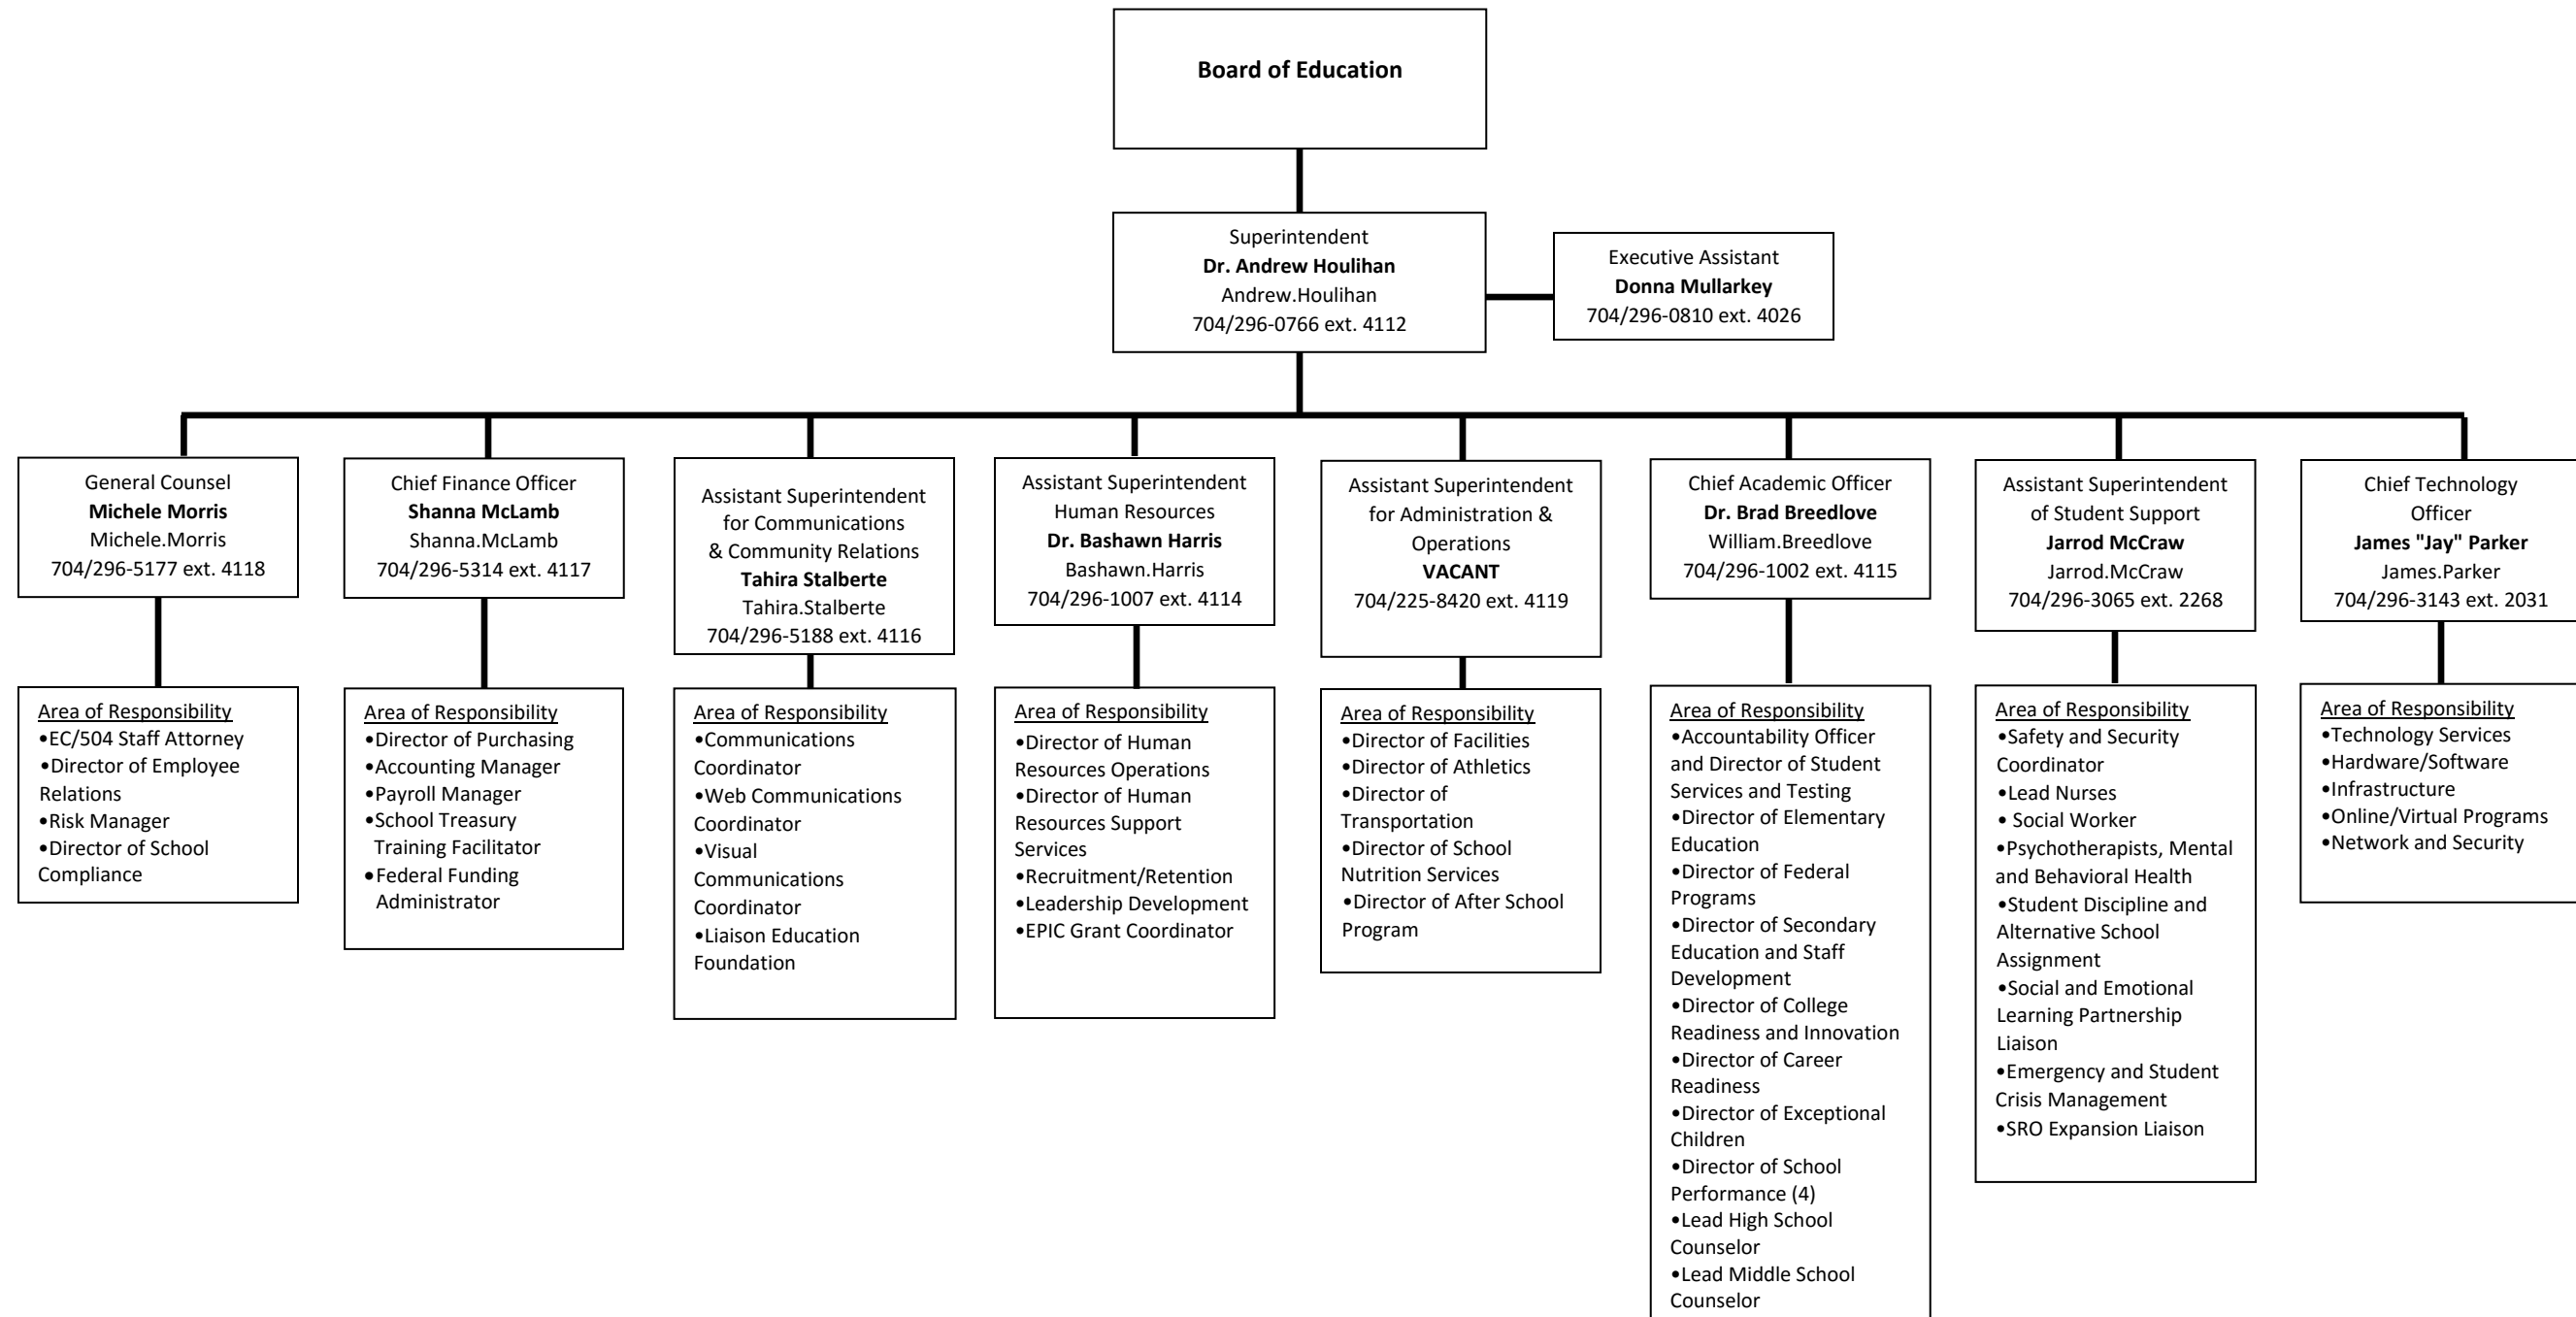 Board of Education
Superintendent
Dr. Andrew Houlihan
Andrew.Houlihan
704/296-0766 ext. 4112
Executive Assistant
Donna Mullarkey
704/296-0810 ext. 4026
General Counsel
Michele Morris
Michele.Morris
704/296-5177 ext. 4118
Chief Finance Officer
Shanna McLamb
Shanna.McLamb
704/296-5314 ext. 4117
Assistant Superintendent
for Communications
& Community Relations
Tahira Stalberte
Tahira.Stalberte
704/296-5188 ext. 4116
Assistant Superintendent
Human Resources
Dr. Bashawn Harris
Bashawn.Harris
704/296-1007 ext. 4114
Assistant Superintendent
for Administration &
Operations
VACANT
704/225-8420 ext. 4119
Chief Academic Officer
Dr. Brad Breedlove
William.Breedlove
704/296-1002 ext. 4115
Assistant Superintendent
of Student Support
Jarrod McCraw
Jarrod.McCraw
704/296-3065 ext. 2268
Chief Technology
Officer
James "Jay" Parker
James.Parker
704/296-3143 ext. 2031
Area of Responsibility
•EC/504 Staff Attorney
•Director of Employee
Relations
•Risk Manager
•Director of School
Compliance
Area of Responsibility
•Director of Purchasing
•Accounting Manager
•Payroll Manager
•School Treasury
Training Facilitator
•Federal Funding
Administrator
Area of Responsibility
•Communications
Coordinator
•Web Communications
Coordinator
•Visual
Communications
Coordinator
•Liaison Education
Foundation
Area of Responsibility
•Director of Human
Resources Operations
•Director of Human
Resources Support
Services
•Recruitment/Retention
•Leadership Development
•EPIC Grant Coordinator
Area of Responsibility
•Director of Facilities
•Director of Athletics
•Director of
Transportation
•Director of School
Nutrition Services
•Director of After School
Program
Area of Responsibility
•Accountability Officer
and Director of Student
Services and Testing
•Director of Elementary
Education
•Director of Federal
Programs
•Director of Secondary
Education and Staff
Development
•Director of College
Readiness and Innovation
•Director of Career
Readiness
•Director of Exceptional
Children
•Director of School
Performance (4)
•Lead High School
Counselor
•Lead Middle School
Counselor
Area of Responsibility
•Safety and Security
Coordinator
•Lead Nurses
• Social Worker
•Psychotherapists, Mental
and Behavioral Health
•Student Discipline and
Alternative School
Assignment
•Social and Emotional
Learning Partnership
Liaison
•Emergency and Student
Crisis Management
•SRO Expansion Liaison
Area of Responsibility
•Technology Services
•Hardware/Software
•Infrastructure
•Online/Virtual Programs
•Network and Security